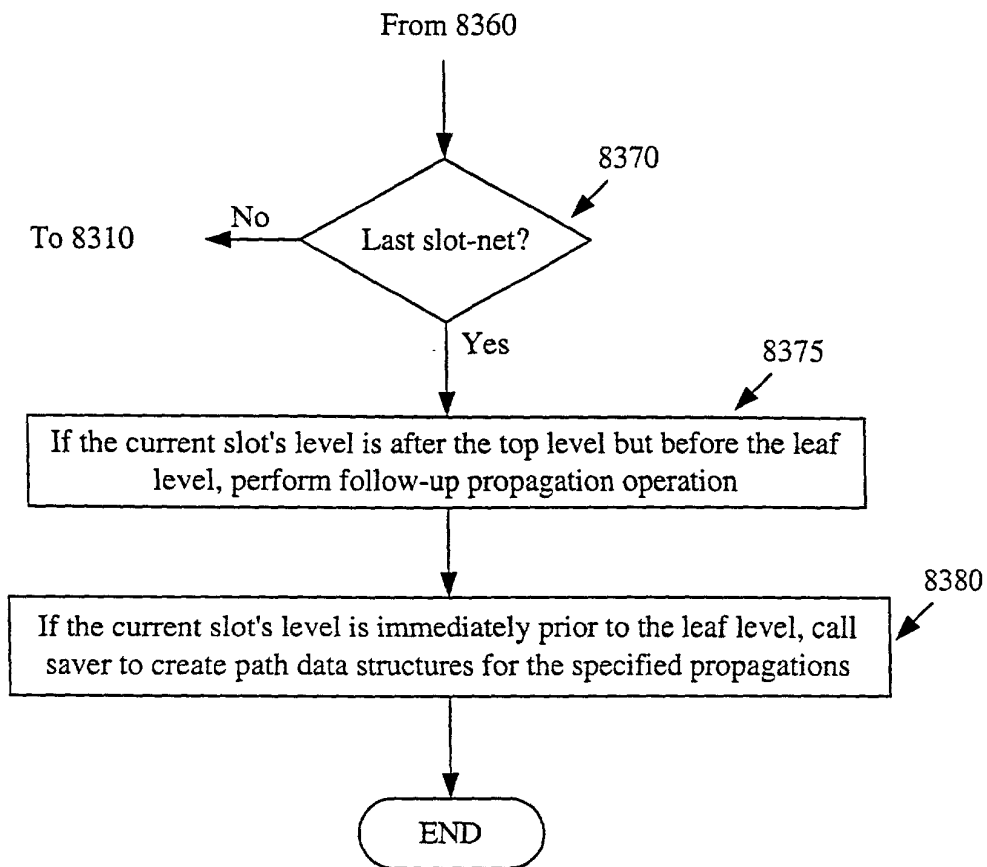 From 8360
8370
No
To 8310
Last slot-net?
Yes
8375
If the current slot's level is after the top level but before the leaf
level, perform follow-up propagation operation
8380
If the current slot's level is immediately prior to the leaf level, call
saver to create path data structures for the specified propagations
END